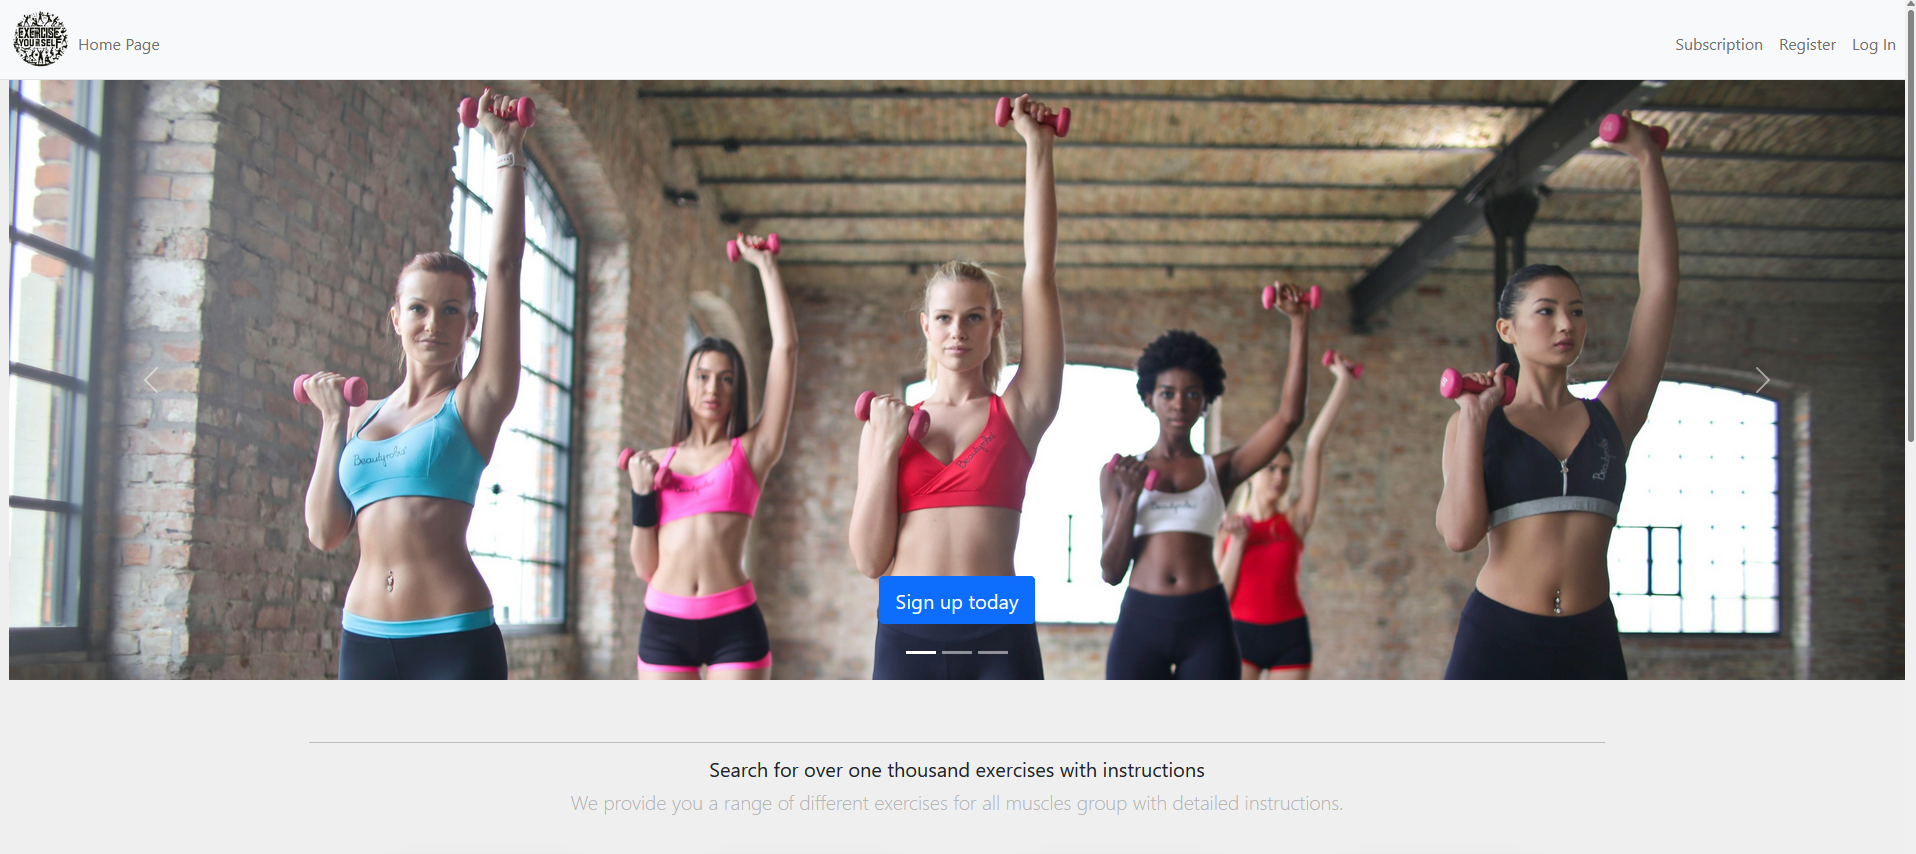 EXERCISE
YOURSELF
Home Page
Subscription
Register
Log In
Beautyrobic
Sign up today
Search for over one thousand exercises with instructions
We provide you a range of different exercises for all muscles group with detailed instructions.